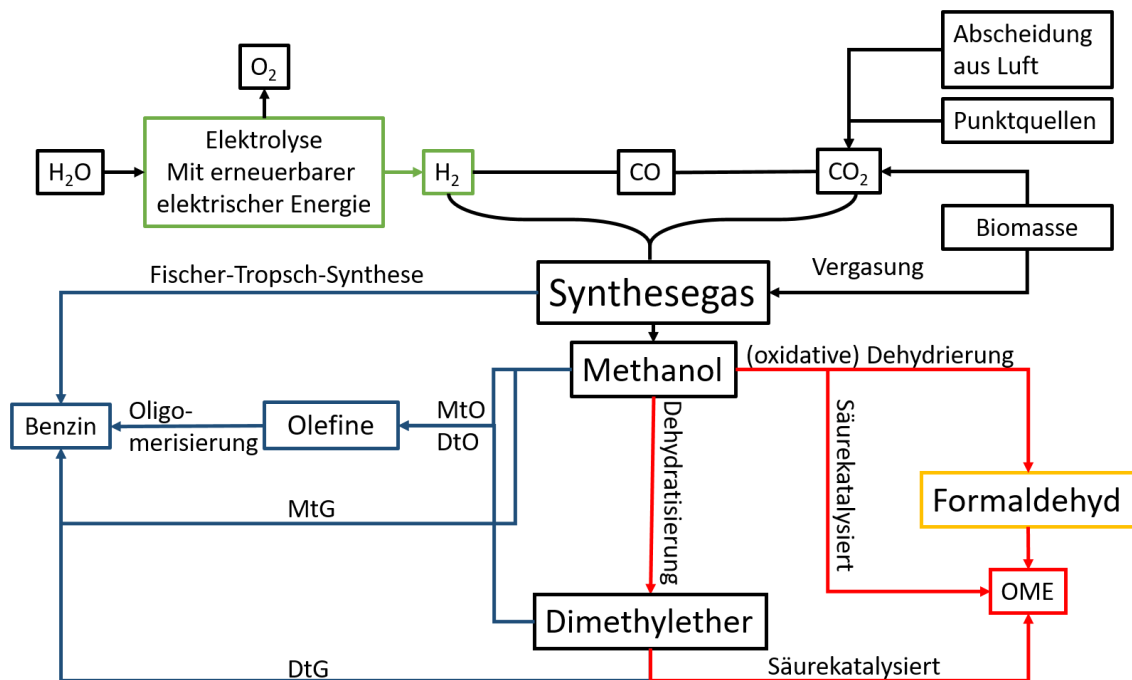 Abscheidung
aus Luft
O₂
Punktquellen
Elektrolyse
Mit erneuerbarer
elektrischer Energie
H₂O
H₂
CO
CO₂
Biomasse
Vergasung
Fischer-Tropsch-Synthese
Synthesegas
Methanol
(oxidative) Dehydrierung
Benzin
Oligo-
merisierung
Olefine
MtO
DtO
Dehydratisierung
Säurekatalysiert
Formaldehyd
MtG
OME
Dimethylether
DtG
Säurekatalysiert